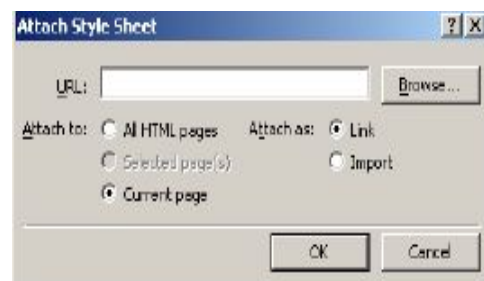 Attach Style Sheet
URL: Browse...
Attach to: All HTML pages Attach as: Link
Selected page(s) Import
Current page
OK Cancel